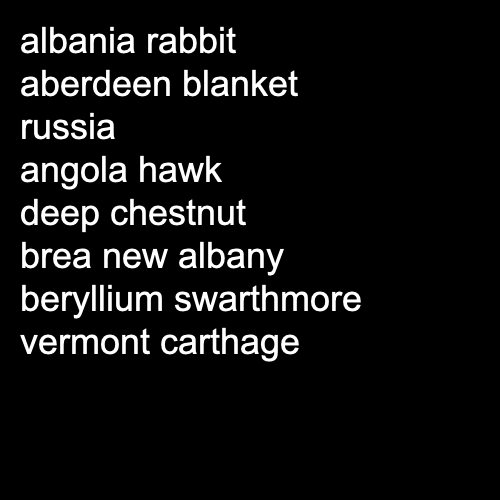 albania rabbit
aberdeen blanket
russia
angola hawk
deep chestnut
brea new albany
beryllium swarthmore
vermont carthage